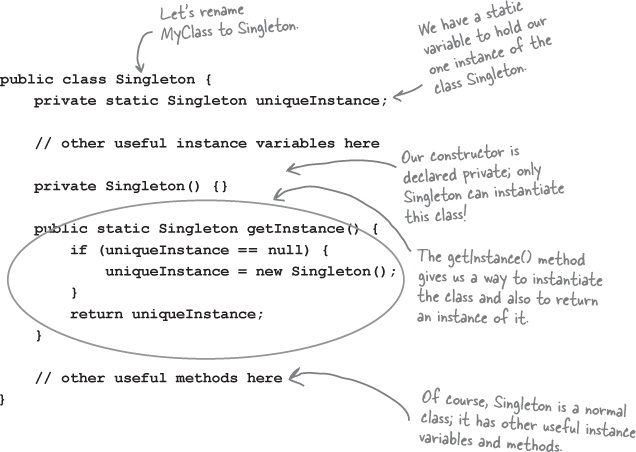 Let's rename
MyClass to Singleton.
We have a static
variable to hold our
one instance of the
class Singleton.
public class Singleton {
private static Singleton uniqueInstance;
// other useful instance variables here
Our constructor is
declared private; only
Singleton can instantiate
this class!
private Singleton() {}
public static Singleton getInstance() {
if (uniqueInstance == null) {
uniqueInstance = new Singleton();
}
return uniqueInstance;
}
The getInstance() method
gives us a way to instantiate
the class and also to return
an instance of it.
// other useful methods here
}
Of course, Singleton is a normal
class; it has other useful instance
variables and methods.